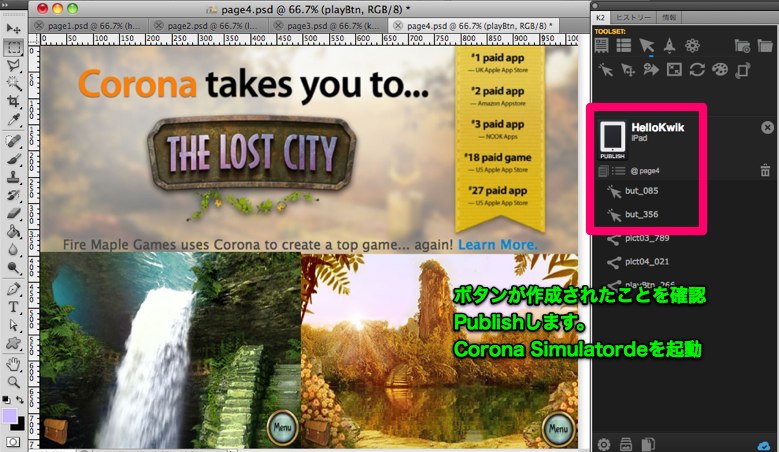 page4.psd @ 66.7% (playBtn, RGB/8) *
page1.psd @ 66.7% (h...
page2.psd @ 66.7% (l...
page3.psd @ 66.7% (k...
page4.psd @ 66.7% (playBtn, RGB/8) *
K2 ヒストリー 情報
TOOLSET:
Corona takes you to...
THE LOST CITY
#1 paid app
— UK Apple App Store
#2 paid app
— Amazon Appstore
#3 paid app
— NOOK Apps
#18 paid game
— US Apple App Store
#27 paid app
— US Apple App Store
Fire Maple Games uses Corona to create a top game... again! Learn More.
Menu
Menu
HelloKwik
iPad
PUBLISH
@ page4
but_085
but_356
pict03_789
pict04_021
playBtn_266
ボタンが作成されたことを確認
Publishします。
Corona Simulatordeを起動